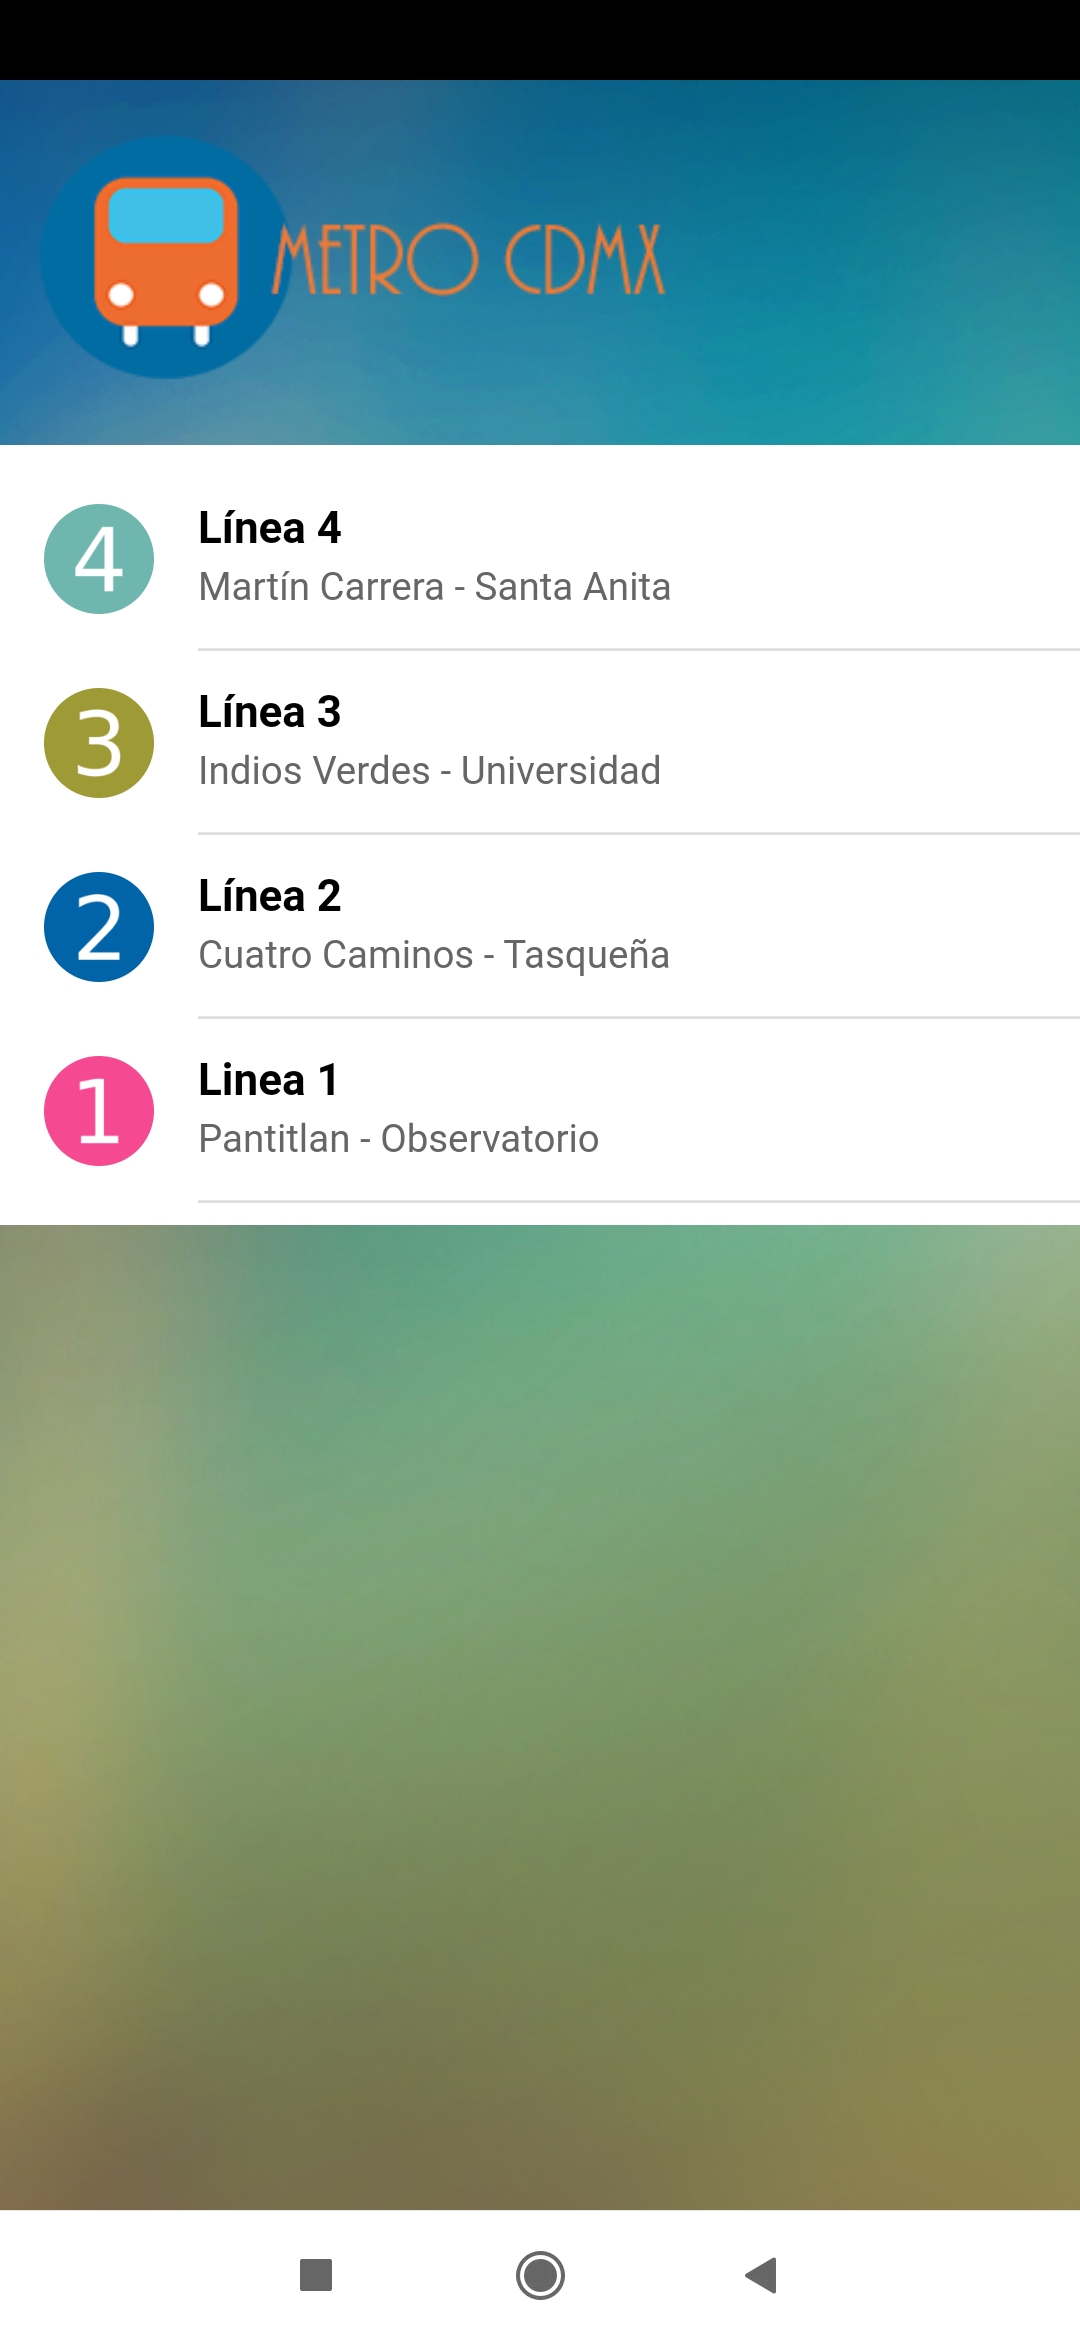 METRO CDMX
4
Línea 4
Martín Carrera - Santa Anita
3
Línea 3
Indios Verdes - Universidad
2
Línea 2
Cuatro Caminos - Tasqueña
1
Linea 1
Pantitlan - Observatorio